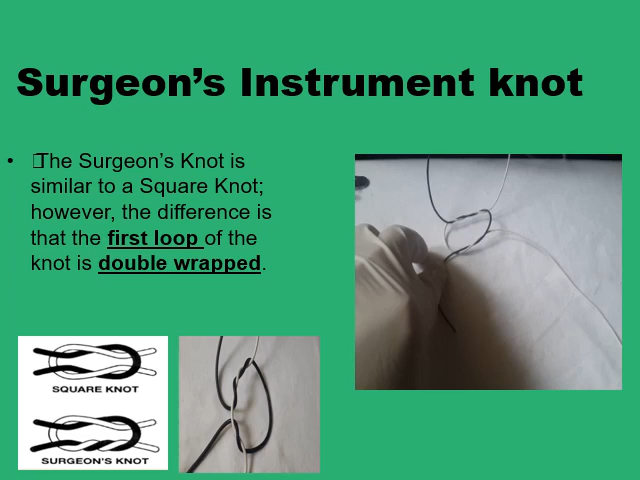 Surgeon’s Instrument knot
• The Surgeon’s Knot is
similar to a Square Knot;
however, the difference is
that the first loop of the
knot is double wrapped.
SQUARE KNOT
SURGEON'S KNOT